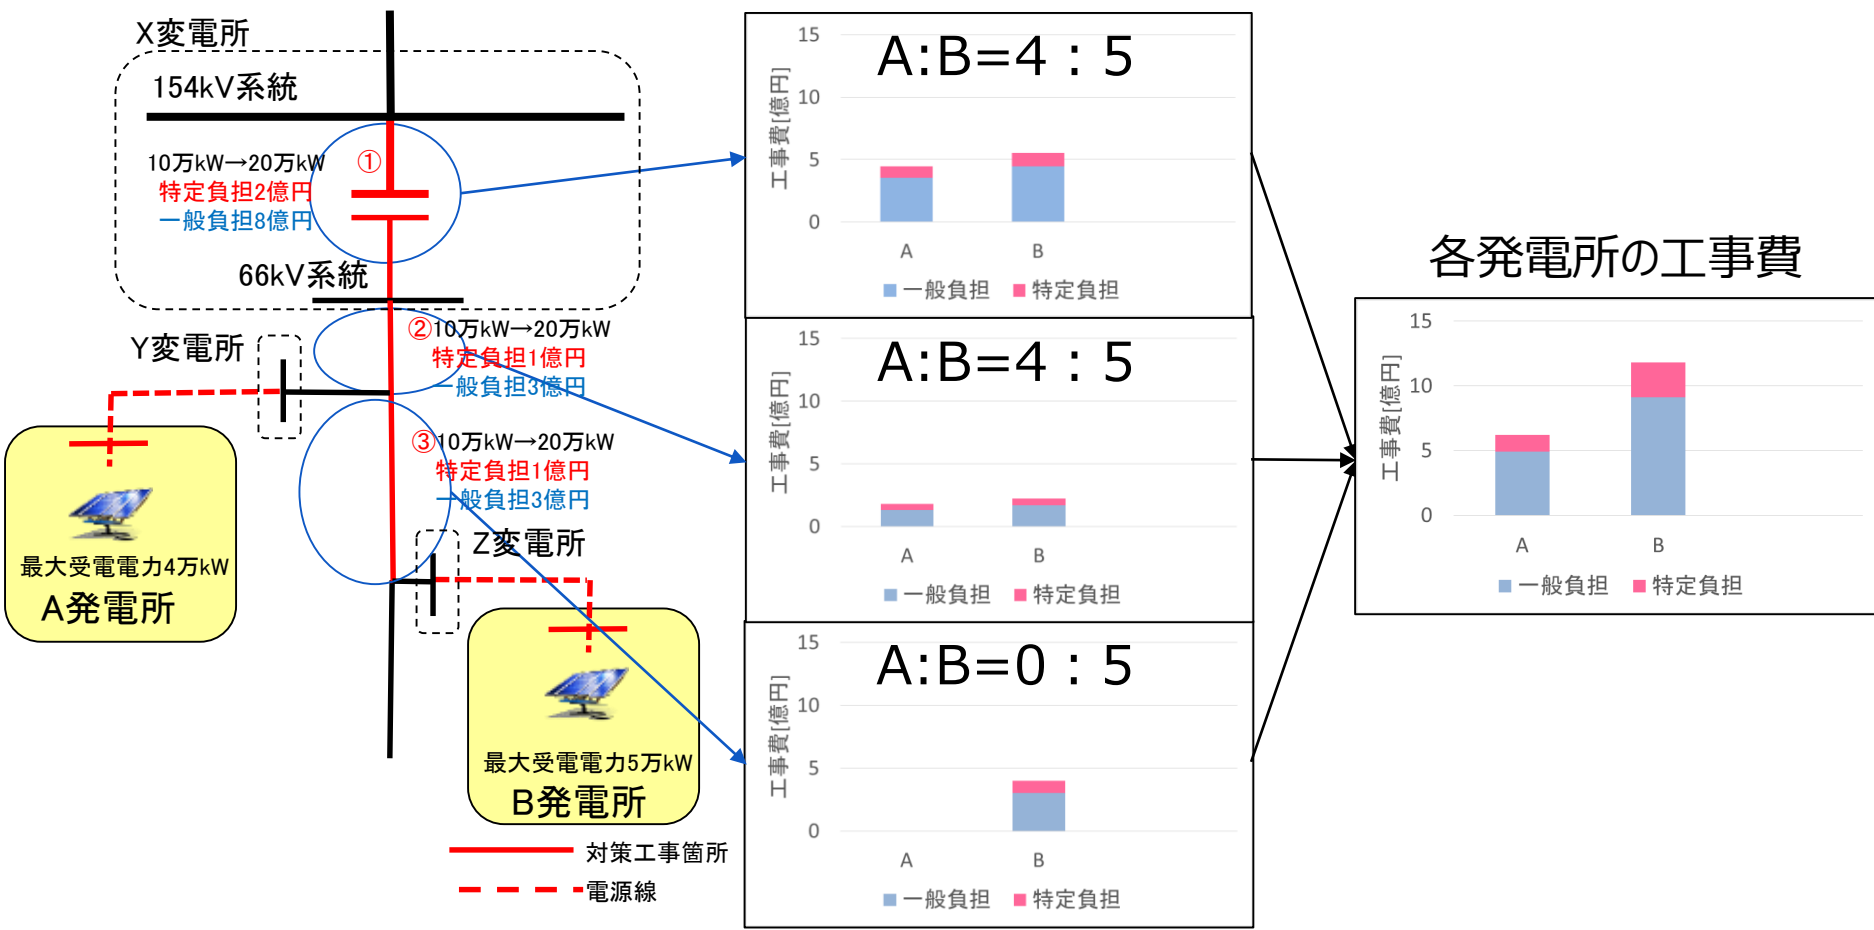 X変電所
154kV系統
10万kW→20万kW
①
特定負担2億円
一般負担8億円
66kV系統
②10万kW→20万kW
特定負担1億円
一般負担3億円
Y変電所
③10万kW→20万kW
特定負担1億円
一般負担3億円
Z変電所
最大受電電力4万kW
A発電所
最大受電電力5万kW
B発電所
対策工事箇所
電源線
A:B=4：5
工事費[億円]
15
10
5
0
A B
一般負担 特定負担
A:B=4：5
工事費[億円]
15
10
5
0
A B
一般負担 特定負担
A:B=0：5
工事費[億円]
15
10
5
0
A B
一般負担 特定負担
各発電所の工事費
工事費[億円]
15
10
5
0
A B
一般負担 特定負担